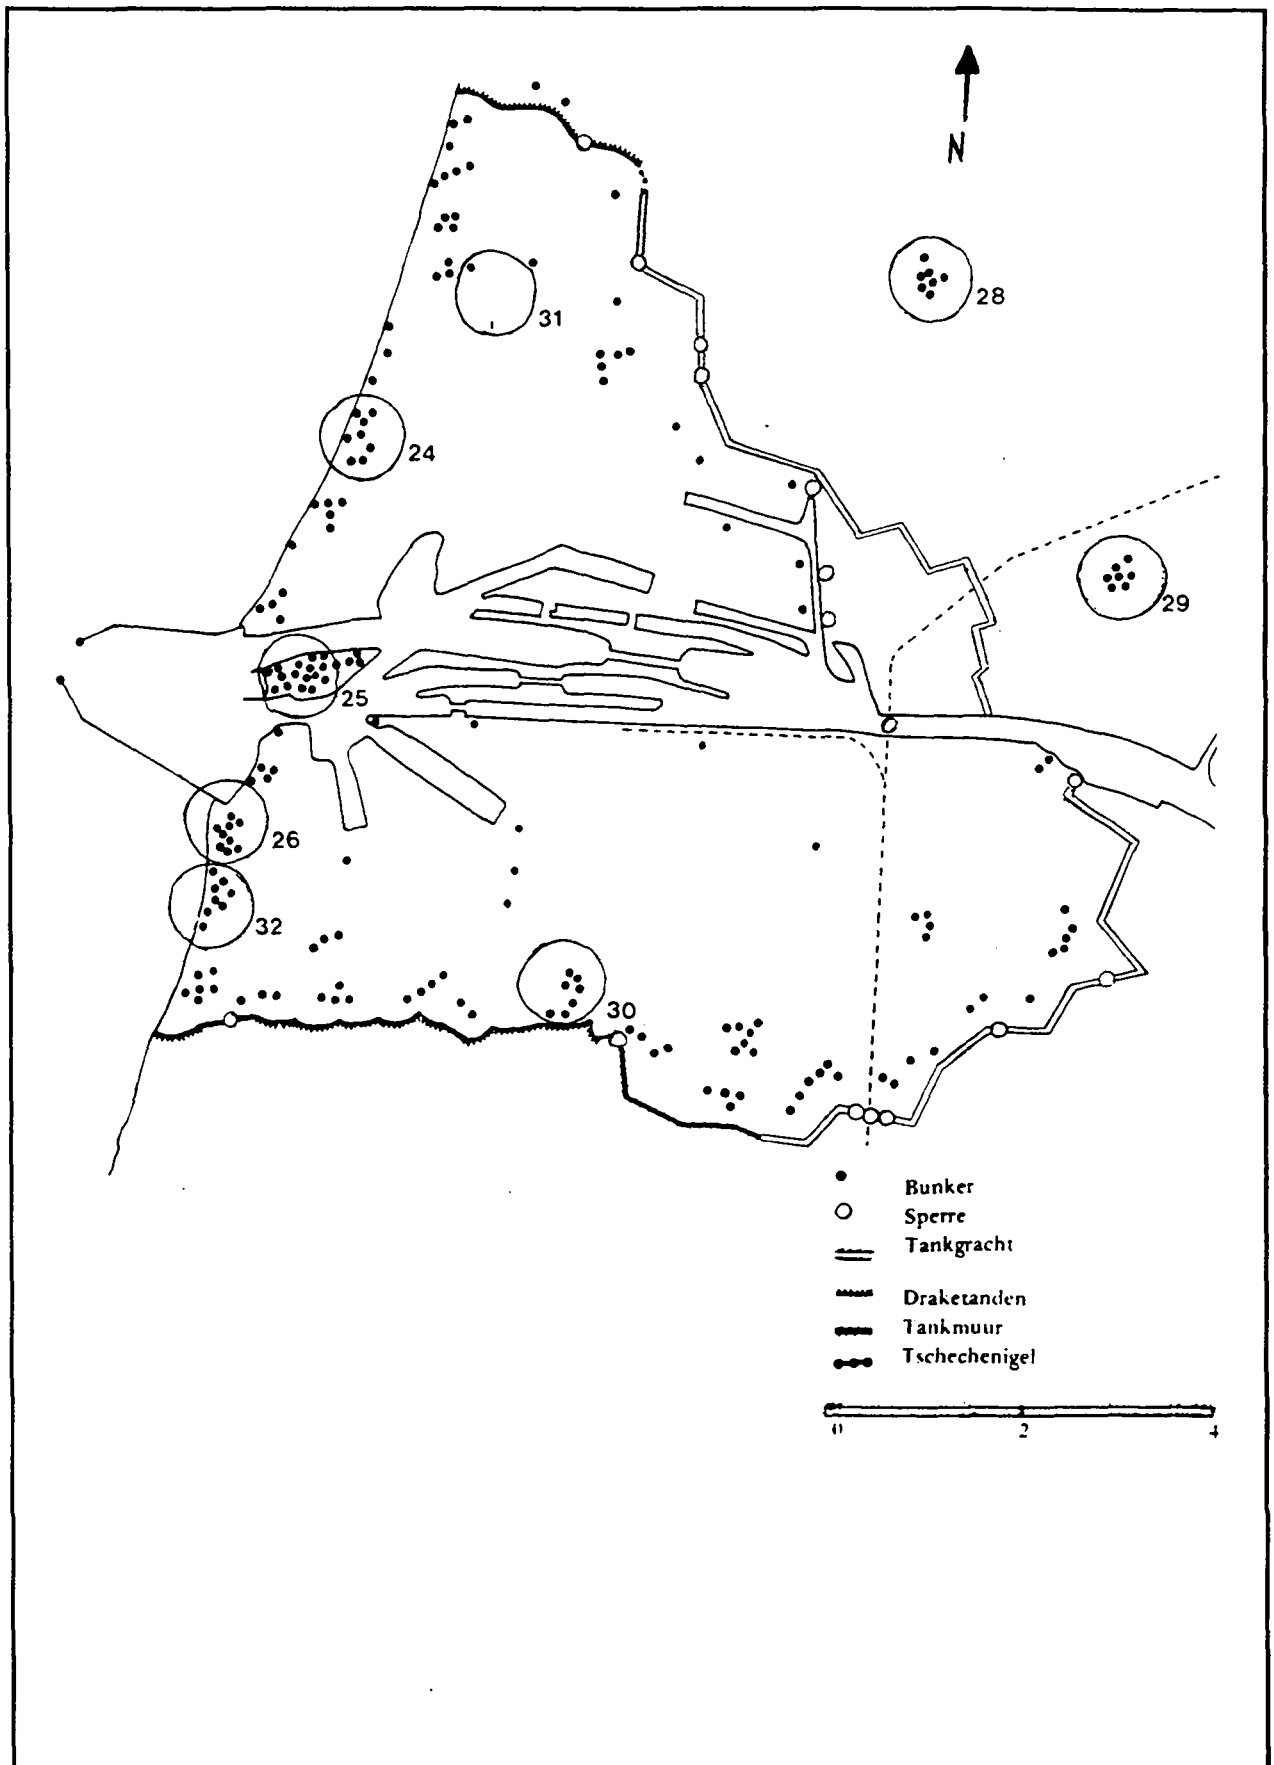 N
28
31
24
29
25
26
32
30
Bunker
Sperre
Tankgracht
Draketanden
Tankmuur
Tschechenigel
0 2 4